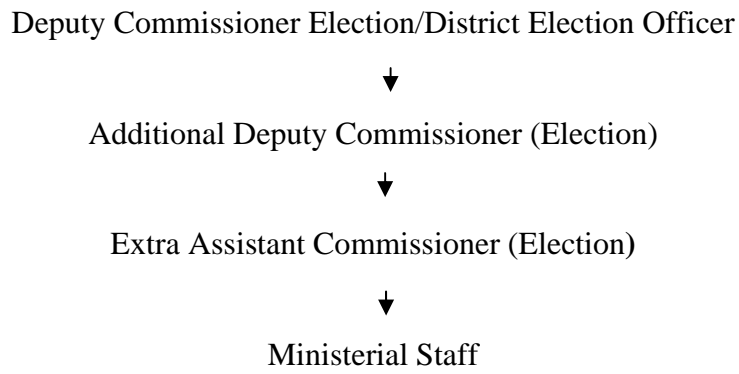 Deputy Commissioner Election/District Election Officer
Additional Deputy Commissioner (Election)
Extra Assistant Commissioner (Election)
Ministerial Staff